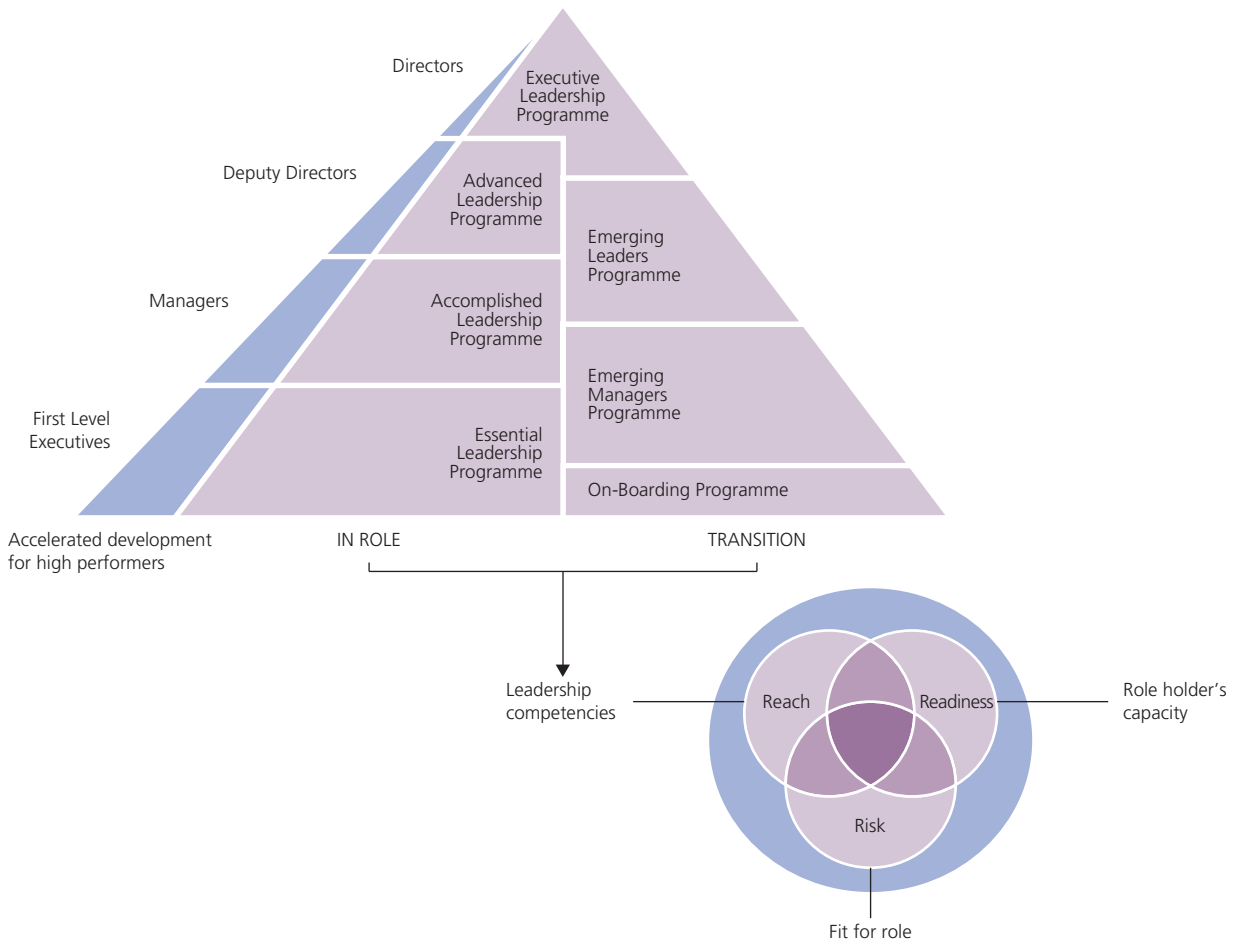 Directors
Executive
Leadership
Programme
Deputy Directors
Advanced
Leadership
Programme
Emerging
Leaders
Programme
Managers
Accomplished
Leadership
Programme
Emerging
Managers
Programme
First Level
Executives
Essential
Leadership
Programme
On-Boarding Programme
Accelerated development
for high performers
IN ROLE
TRANSITION
Leadership
competencies
Reach
Readiness
Role holder’s
capacity
Risk
Fit for role